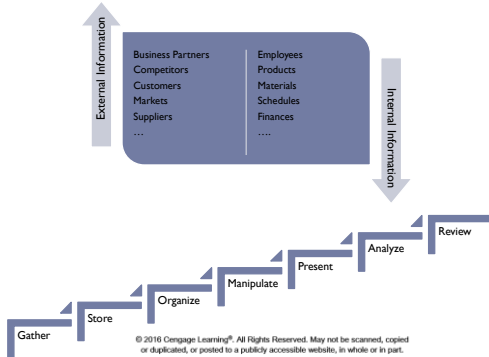 External Information
Business Partners
Competitors
Customers
Markets
Suppliers
...
Employees
Products
Materials
Schedules
Finances
....
Internal Information
Gather
Store
Organize
Manipulate
Present
Analyze
Review
© 2016 Cengage Learning®. All Rights Reserved. May not be scanned, copied
or duplicated, or posted to a publicly accessible website, in whole or in part.